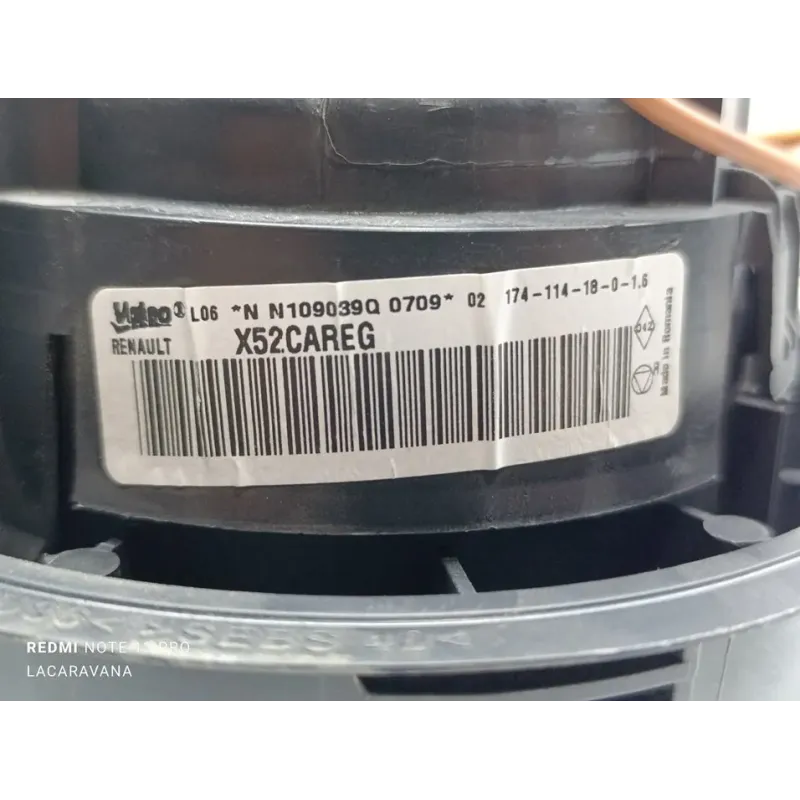 Valeo L06 *N N109039Q 0709* 02 174-114-18-0-1.6
RENAULT X52CAREG
Made in Romania
REDMI NOTE PRO
LACARAVANA